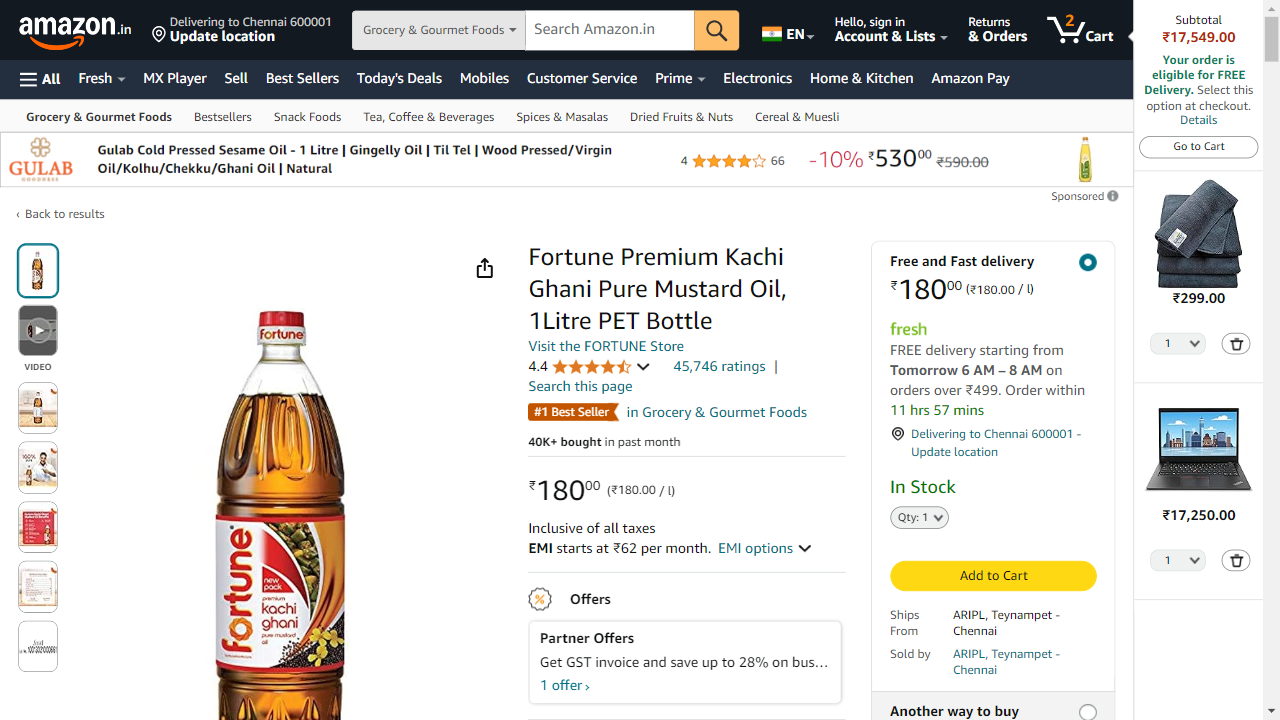 amazon.in
Delivering to Chennai 600001
Update location
Grocery & Gourmet Foods
Search Amazon.in
EN
Hello, sign in
Account & Lists
Returns
& Orders
2
Cart
All
Fresh
MX Player
Sell
Best Sellers
Today's Deals
Mobiles
Customer Service
Prime
Electronics
Home & Kitchen
Amazon Pay
Grocery & Gourmet Foods
Bestsellers
Snack Foods
Tea, Coffee & Beverages
Spices & Masalas
Dried Fruits & Nuts
Cereal & Muesli
GULAB
Gulab Cold Pressed Sesame Oil - 1 Litre | Gingelly Oil | Til Tel | Wood Pressed/Virgin
Oil/Kolhu/Chekku/Ghani Oil | Natural
4
66
-10% ₹53000 ₹590.00
Sponsored
‹ Back to results
VIDEO
fortune
fortune
new
pack
premium
kachi
ghani
pure mustard
oil
Fortune Premium Kachi
Ghani Pure Mustard Oil,
1Litre PET Bottle
Visit the FORTUNE Store
4.4
45,746 ratings |
Search this page
#1 Best Seller in Grocery & Gourmet Foods
40K+ bought in past month
₹18000 (₹180.00 / l)
Inclusive of all taxes
EMI starts at ₹62 per month. EMI options
Offers
Partner Offers
Get GST invoice and save up to 28% on bus…
1 offer ›
Free and Fast delivery
₹18000 (₹180.00 / l)
fresh
FREE delivery starting from
Tomorrow 6 AM – 8 AM on
orders over ₹499. Order within
11 hrs 57 mins
Delivering to Chennai 600001 -
Update location
In Stock
Qty: 1
Add to Cart
Ships
From
ARIPL, Teynampet -
Chennai
Sold by
ARIPL, Teynampet -
Chennai
Another way to buy
Subtotal
₹17,549.00
Your order is
eligible for FREE
Delivery. Select this
option at checkout.
Details
Go to Cart
₹299.00
1
₹17,250.00
1